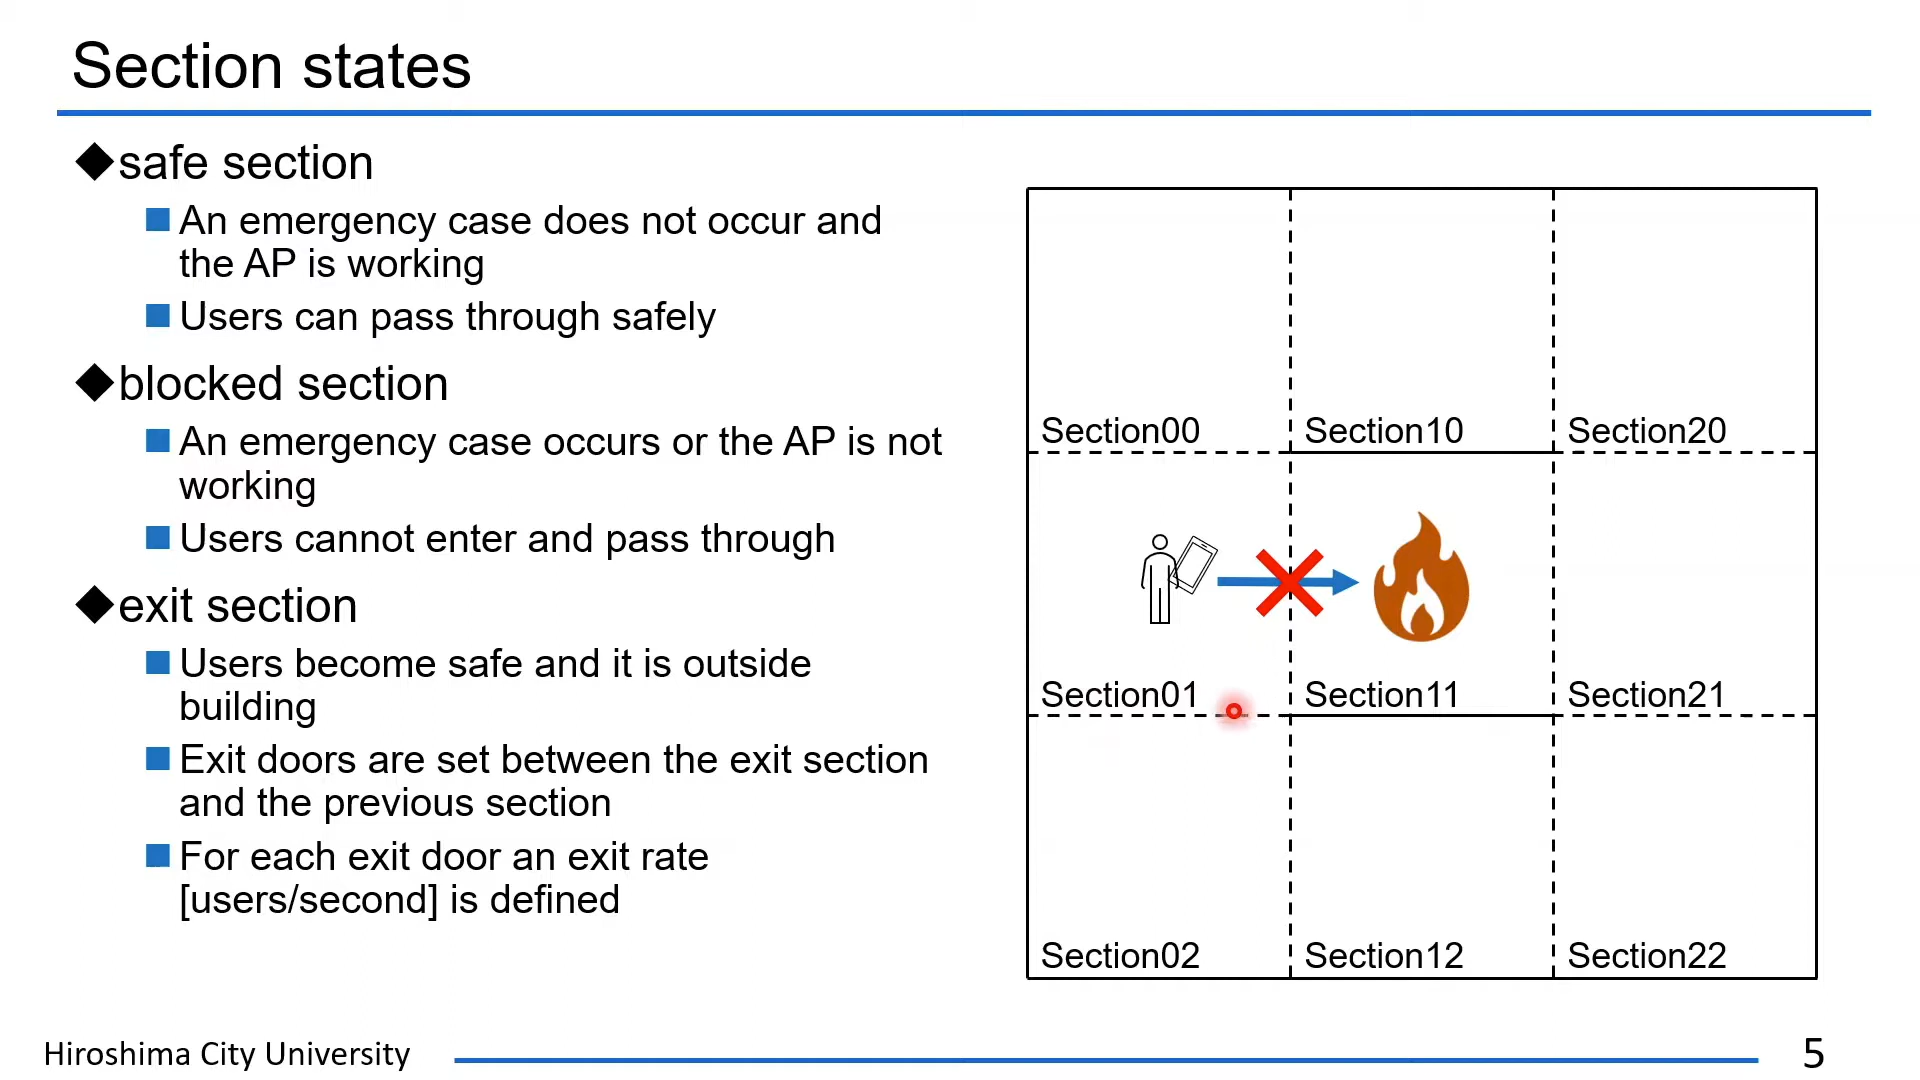 Section states
◆safe section
■An emergency case does not occur and
the AP is working
■Users can pass through safely
◆blocked section
■An emergency case occurs or the AP is not
working
■Users cannot enter and pass through
◆exit section
■Users become safe and it is outside
building
■Exit doors are set between the exit section
and the previous section
■For each exit door an exit rate
[users/second] is defined
Section00 Section10 Section20
Section01 Section11 Section21
Section02 Section12 Section22
Hiroshima City University
5